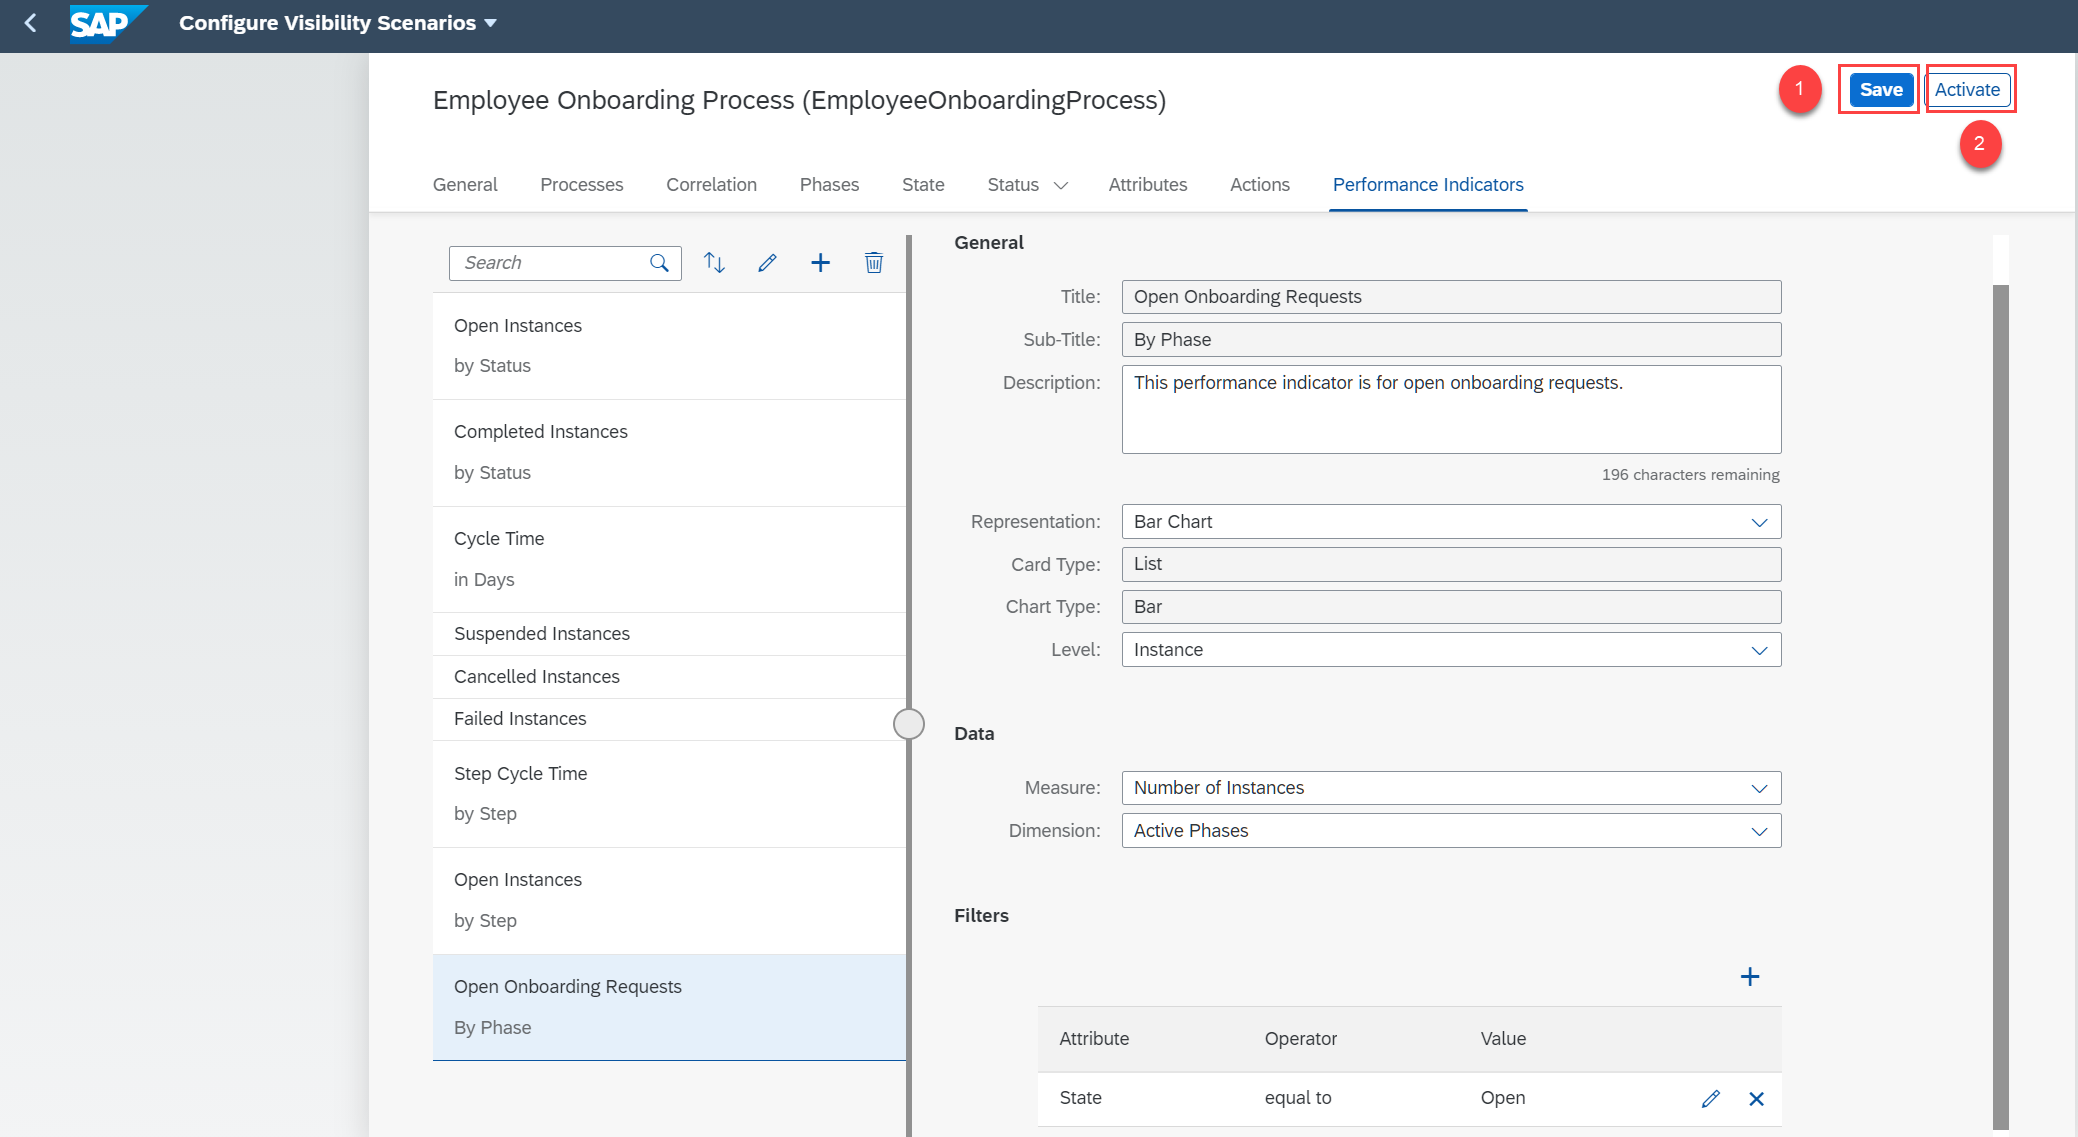 SAP Configure Visibility Scenarios
Employee Onboarding Process (EmployeeOnboardingProcess)
1 Save Activate
2
General Processes Correlation Phases State Status Attributes Actions Performance Indicators
Search
Open Instances
by Status
Completed Instances
by Status
Cycle Time
in Days
Suspended Instances
Cancelled Instances
Failed Instances
Step Cycle Time
by Step
Open Instances
by Step
Open Onboarding Requests
By Phase
General
Title: Open Onboarding Requests
Sub-Title: By Phase
Description: This performance indicator is for open onboarding requests.
196 characters remaining
Representation: Bar Chart
Card Type: List
Chart Type: Bar
Level: Instance
Data
Measure: Number of Instances
Dimension: Active Phases
Filters
Attribute Operator Value
State equal to Open